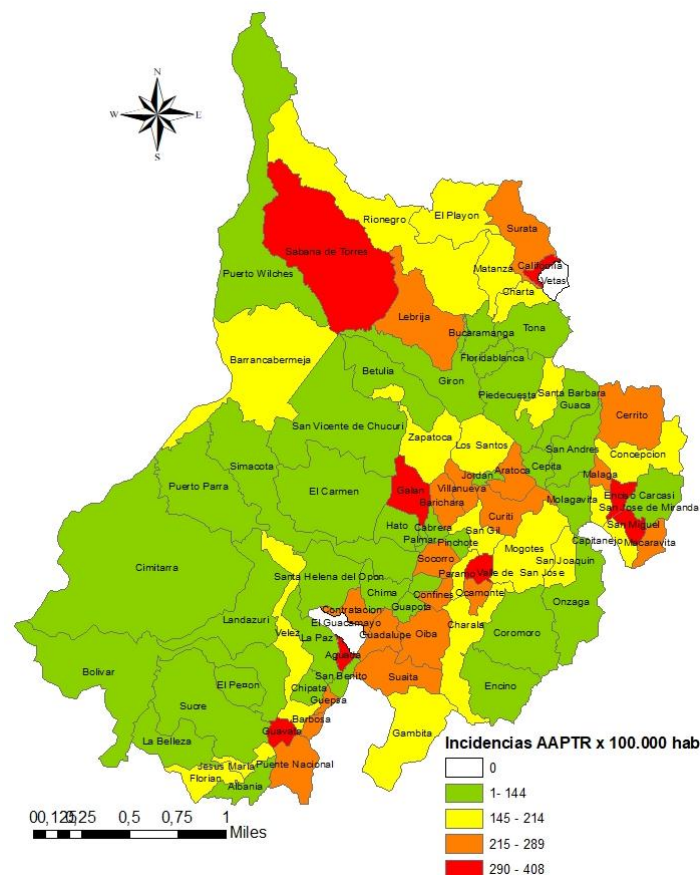 N
W E
S
Rionegro
El Playon
Surata
Sabana de Torres
Puerto Wilches
Matanza
California
Vetas
Charta
Lebrija
Bucaramanga
Tona
Barrancabermeja
Betulia
Floridablanca
Giron
Piedecuesta
Santa Barbara
Guaca
Cerrito
San Vicente de Chucuri
Zapatoca
Los Santos
San Andres
Concepcion
Simacota
Puerto Parra
El Carmen
Galan
Villanueva
Jordan
Aratoca
Cepita
Malaga
Barichara
Molagavita
Enciso
Carcasi
San Jose de Miranda
Hato
Cabrera
Curiti
San Miguel
Palmar
San Gil
Pinchote
Capitanejo
Macaravita
Cimitarra
Socorro
Mogotes
San Joaquin
Santa Helena del Opon
Paramo
Valle de San Jose
Chima
Confines
Ocamonte
Onzaga
Landazuri
Contratacion
Guapota
El Guacamayo
Charala
Coromoro
Velez
La Paz
Guadalupe
Oiba
Aguada
Bolivar
El Penon
San Benito
Encino
Sucre
Chipata
Suaita
Guepsa
Barbosa
Guavata
Gambita
La Belleza
Jesus Maria
Puente Nacional
Florian
Albania
Incidencias AAPTR x 100.000 hab
0
1- 144
145 - 214
215 - 289
290 - 408
00,125 0,25 0,5 0,75 1
Miles